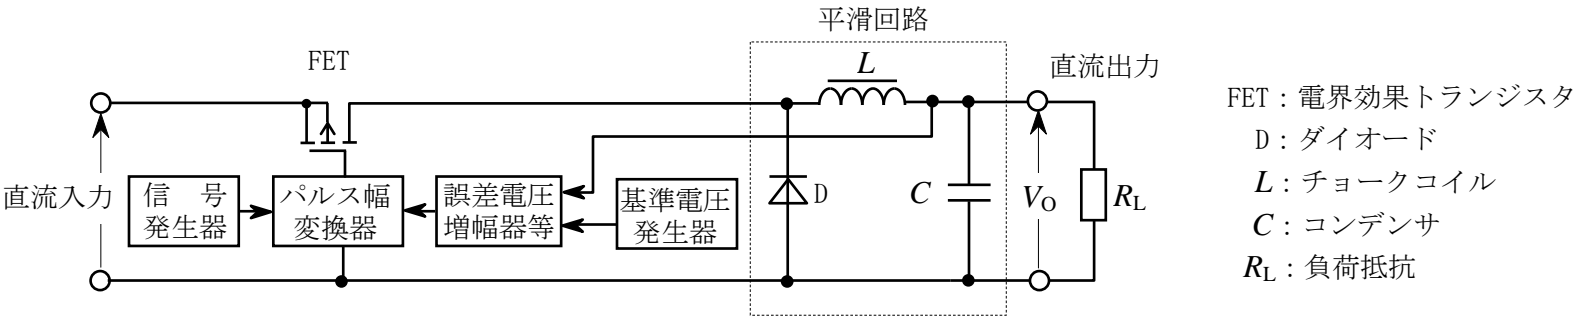 平滑回路
FET
L
直流出力
FET：電界効果トランジスタ
D：ダイオード
L：チョークコイル
C：コンデンサ
RL：負荷抵抗
直流入力
信　号
発生器
パルス幅
変換器
誤差電圧
増幅器等
基準電圧
発生器
D
C
VO
RL